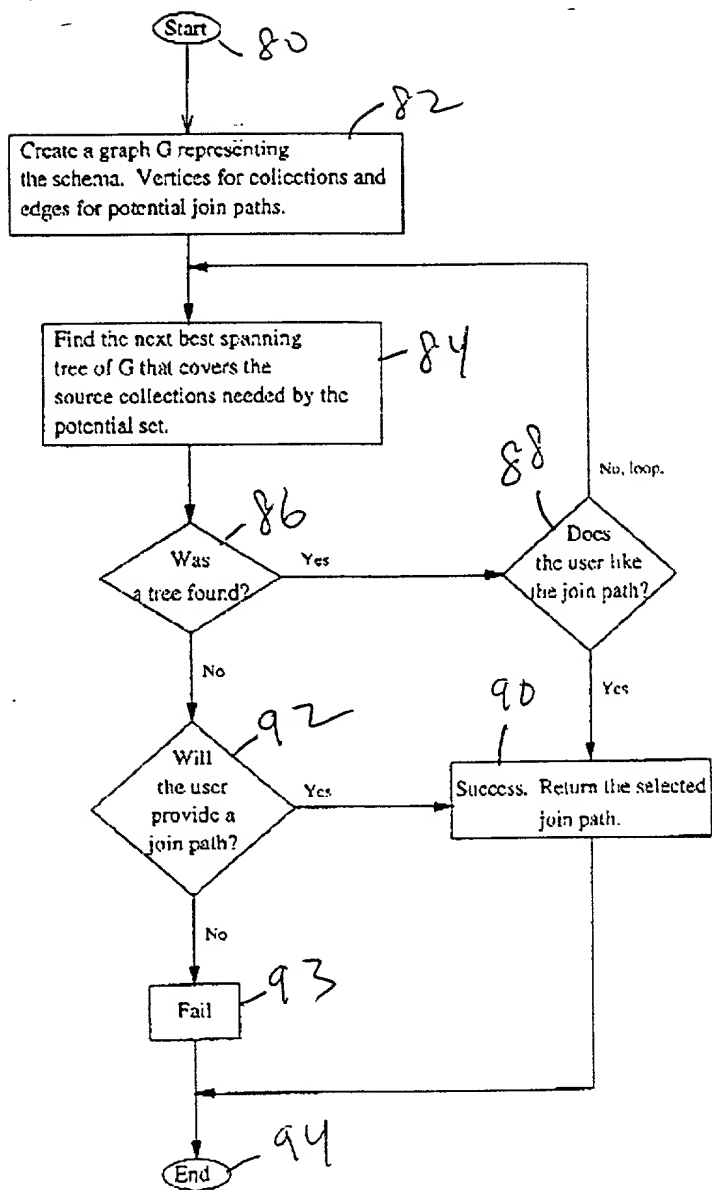 Start
80
82
Create a graph G representing
the schema. Vertices for collections and
edges for potential join paths.
Find the next best spanning
tree of G that covers the
source collections needed by the
potential set.
84
88
No, loop.
86
Was
a tree found?
Yes
Does
the user like
the join path?
No
Yes
92
90
Will
the user
provide a
join path?
Yes
Success. Return the selected
join path.
No
Fail
93
End
94